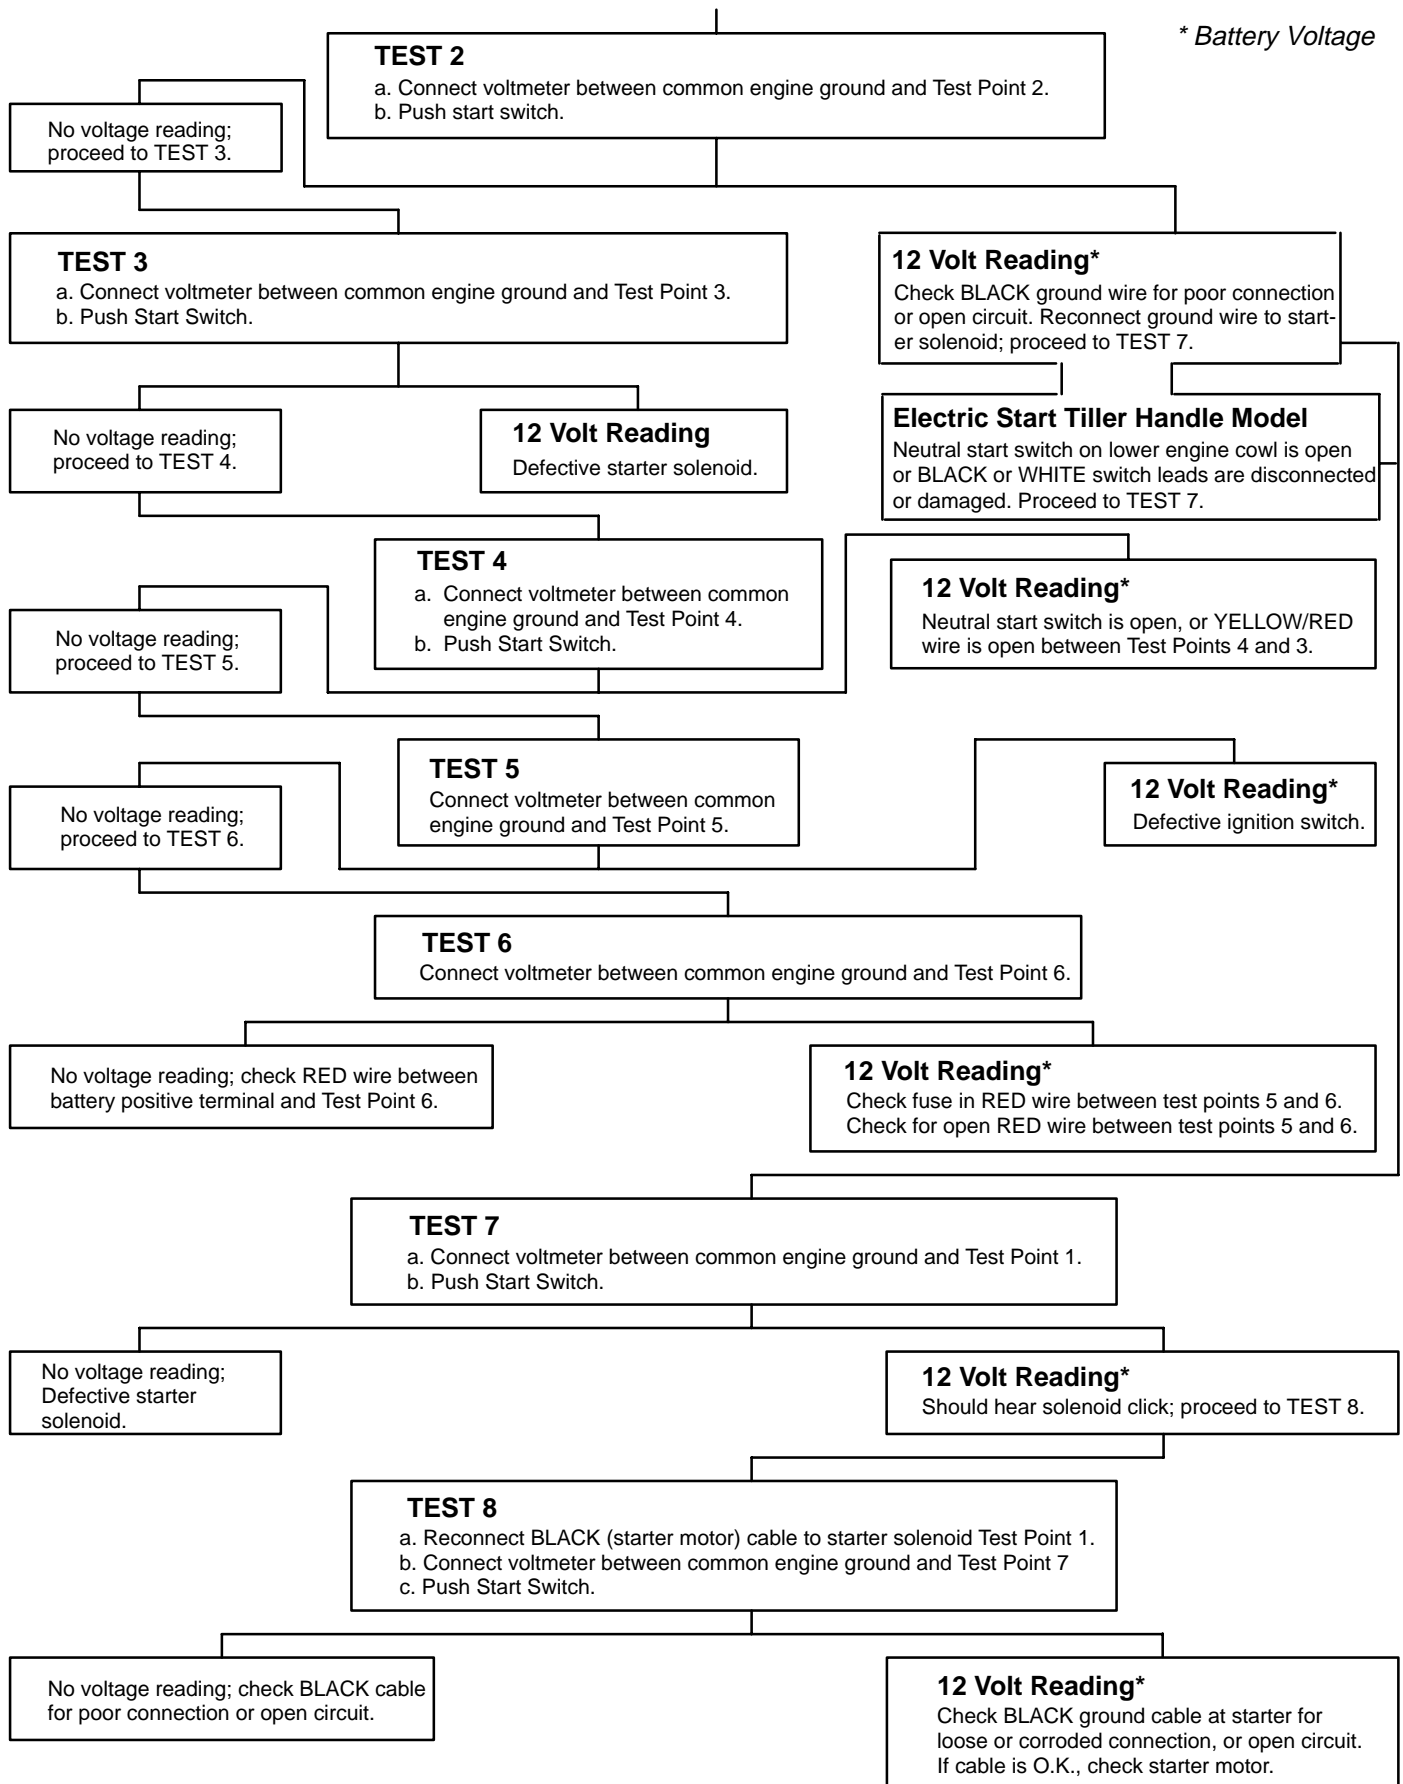 * Battery Voltage
TEST 2
a. Connect voltmeter between common engine ground and Test Point 2.
b. Push start switch.
No voltage reading;
proceed to TEST 3.
TEST 3
a. Connect voltmeter between common engine ground and Test Point 3.
b. Push Start Switch.
12 Volt Reading*
Check BLACK ground wire for poor connection
or open circuit. Reconnect ground wire to start-
er solenoid; proceed to TEST 7.
No voltage reading;
proceed to TEST 4.
12 Volt Reading
Defective starter solenoid.
Electric Start Tiller Handle Model
Neutral start switch on lower engine cowl is open
or BLACK or WHITE switch leads are disconnected
or damaged. Proceed to TEST 7.
TEST 4
a. Connect voltmeter between common
engine ground and Test Point 4.
b. Push Start Switch.
12 Volt Reading*
Neutral start switch is open, or YELLOW/RED
wire is open between Test Points 4 and 3.
No voltage reading;
proceed to TEST 5.
TEST 5
Connect voltmeter between common
engine ground and Test Point 5.
12 Volt Reading*
Defective ignition switch.
No voltage reading;
proceed to TEST 6.
TEST 6
Connect voltmeter between common engine ground and Test Point 6.
No voltage reading; check RED wire between
battery positive terminal and Test Point 6.
12 Volt Reading*
Check fuse in RED wire between test points 5 and 6.
Check for open RED wire between test points 5 and 6.
TEST 7
a. Connect voltmeter between common engine ground and Test Point 1.
b. Push Start Switch.
No voltage reading;
Defective starter
solenoid.
12 Volt Reading*
Should hear solenoid click; proceed to TEST 8.
TEST 8
a. Reconnect BLACK (starter motor) cable to starter solenoid Test Point 1.
b. Connect voltmeter between common engine ground and Test Point 7
c. Push Start Switch.
No voltage reading; check BLACK cable
for poor connection or open circuit.
12 Volt Reading*
Check BLACK ground cable at starter for
loose or corroded connection, or open circuit.
If cable is O.K., check starter motor.